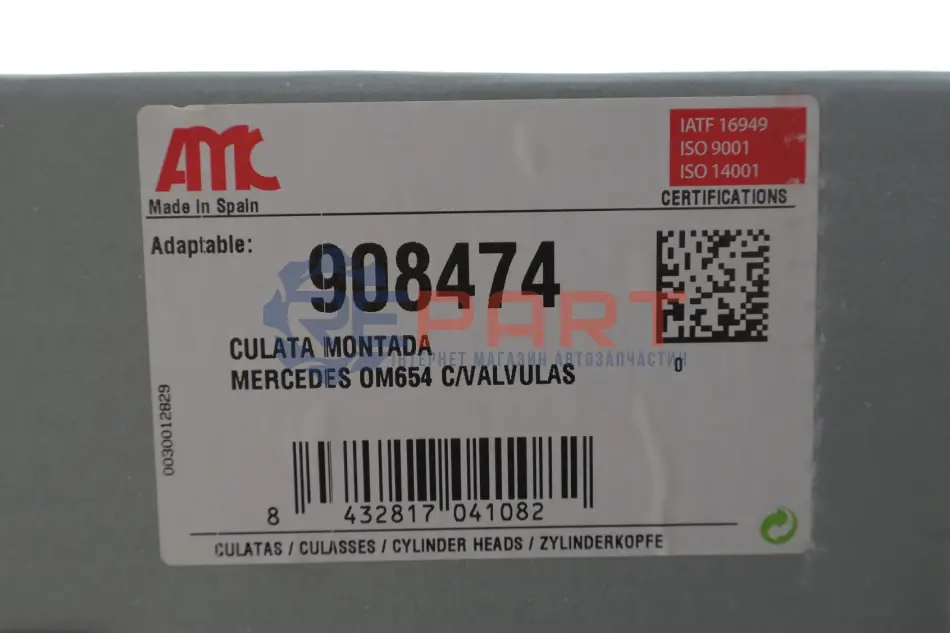 AMC
IATF 16949
ISO 9001
ISO 14001
Made In Spain
CERTIFICATIONS
Adaptable:
908474
REPART
ІНТЕРНЕТ МАГАЗИН АВТОЗАПЧАСТИН
CULATA MONTADA
MERCEDES OM654 C/VALVULAS
0
0030012829
8 432817 041082
CULATAS / CULASSES / CYLINDER HEADS / ZYLINDERKOPFE